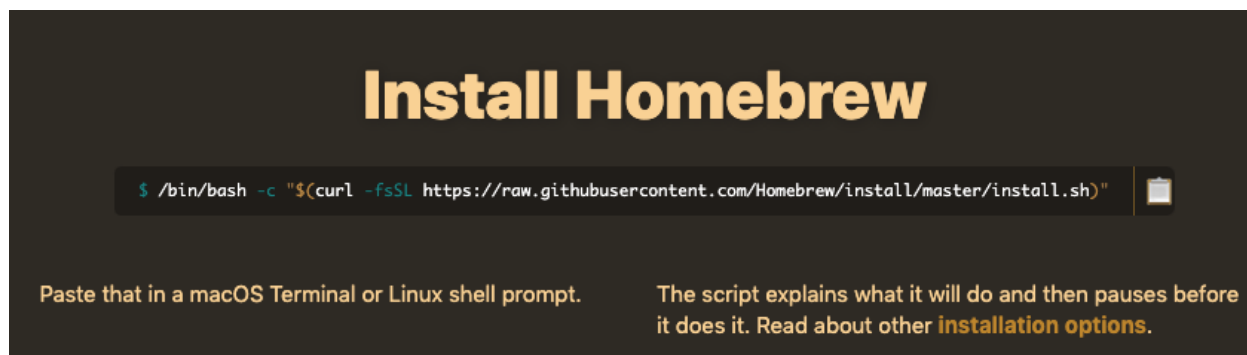 Install Homebrew
$ /bin/bash -c "$(curl -fsSL https://raw.githubusercontent.com/Homebrew/install/master/install.sh)"
Paste that in a macOS Terminal or Linux shell prompt.
The script explains what it will do and then pauses before
it does it. Read about other installation options.